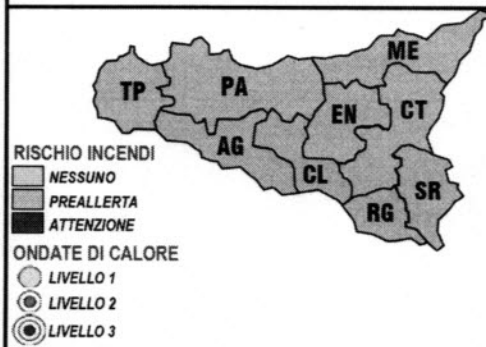 ME
TP
PA
EN
CT
AG
CL
SR
RG
RISCHIO INCENDI
NESSUNO
PREALLERTA
ATTENZIONE
ONDATE DI CALORE
LIVELLO 1
LIVELLO 2
LIVELLO 3